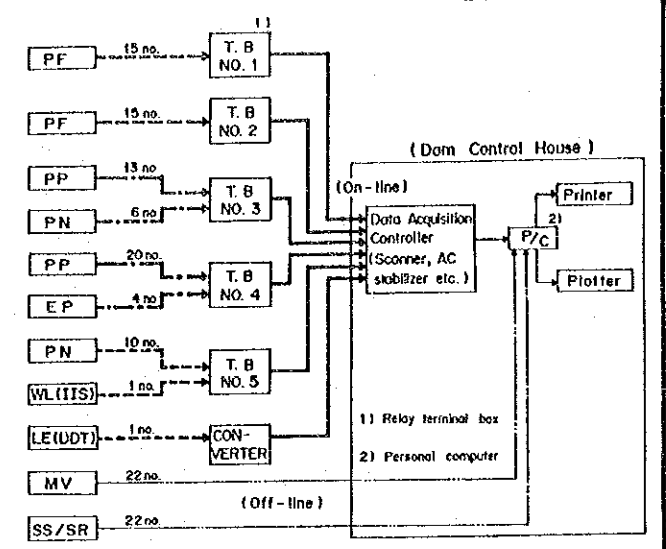 1)
PF
15 no.
T. B
NO. 1
PF
15 no.
T. B
NO. 2
(Dam Control House)
PP
13 no
T. B
NO. 3
PN
6 no
(On-line)
Data Acquisition
Controller
(Scanner, AC
stabilizer etc.)
2)
P/C
Printer
Plotter
PP
20 no.
T. B
NO. 4
EP
4 no
PN
10 no.
T. B
NO. 5
WL(IIS)
1 no.
LE(DDT)
1 no.
CON-
VERTER
1) Relay terminal box
2) Personal computer
MV
22 no.
(Off-line)
SS/SR
22 no.